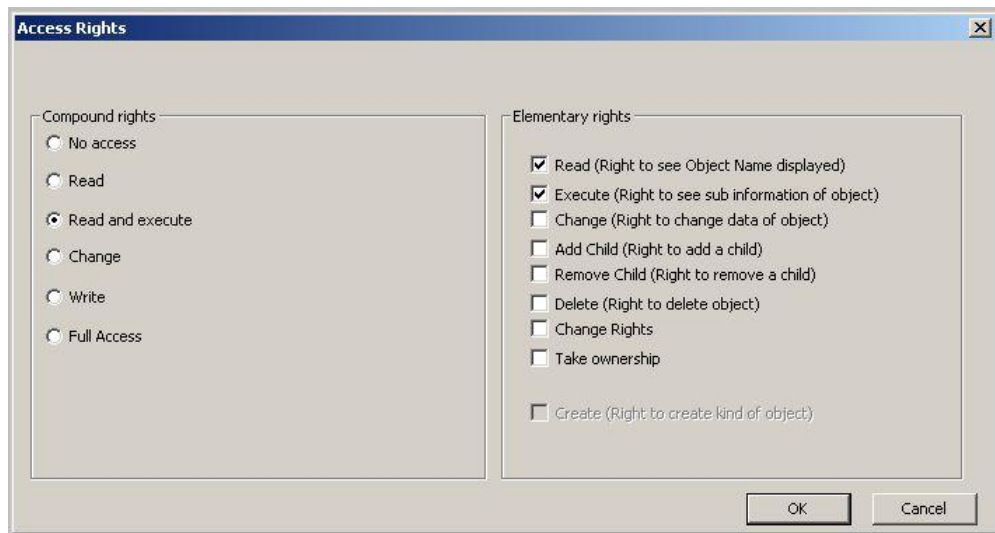 Access Rights
Compound rights
No access
Read
Read and execute
Change
Write
Full Access
Elementary rights
Read (Right to see Object Name displayed)
Execute (Right to see sub information of object)
Change (Right to change data of object)
Add Child (Right to add a child)
Remove Child (Right to remove a child)
Delete (Right to delete object)
Change Rights
Take ownership
Create (Right to create kind of object)
OK
Cancel